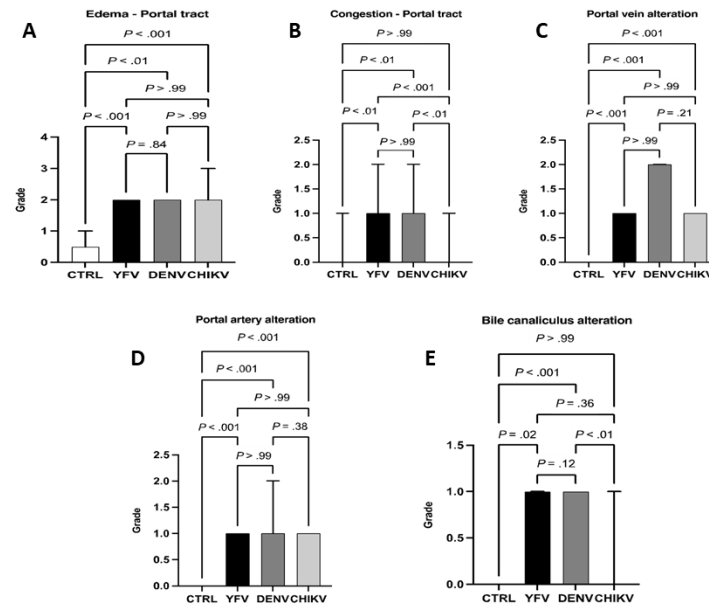 A
Edema - Portal tract
P < .001
P < .01
P > .99
P < .001
P > .99
P = .84
Grade
4
3
2
1
0
CTRL YFV DENV CHIKV
B
Congestion - Portal tract
P > .99
P < .01
P < .001
P < .01
P < .01
P > .99
Grade
2.5
2.0
1.5
1.0
0.5
0.0
CTRL YFV DENV CHIKV
C
Portal vein alteration
P < .001
P < .001
P > .99
P < .001
P = .21
P > .99
Grade
2.5
2.0
1.5
1.0
0.5
0.0
CTRL YFV DENV CHIKV
D
Portal artery alteration
P < .001
P < .001
P > .99
P < .001
P = .38
P > .99
Grade
2.5
2.0
1.5
1.0
0.5
0.0
CTRL YFV DENV CHIKV
E
Bile canaliculus alteration
P > .99
P < .001
P = .36
P = .02
P < .01
P = .12
Grade
1.5
1.0
0.5
0.0
CTRL YFV DENV CHIKV